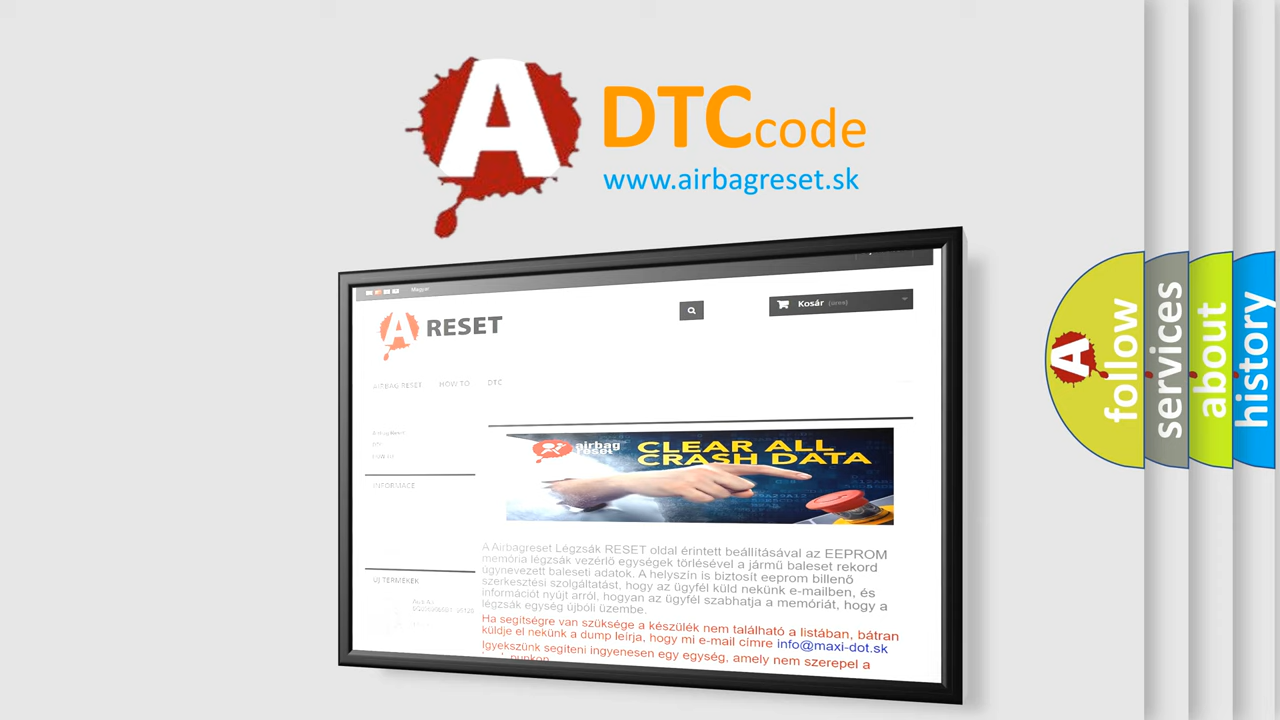 A DTCcode
www.airbagreset.sk
Magyar
Kosár (üres)
A RESET
AIRBAG RESET HOW TO DTC
airbag
reset
CLEAR ALL
CRASH DATA
INFORMACE
ÚJ TERMÉKEK
A Airbagreset Légzsák RESET oldal érintett beállításával az EEPROM
memória légzsák vezérlő egységek törlésével a jármű baleset rekord
úgynevezett baleseti adatok. A helyszín is biztosít eeprom billenő
szerkesztési szolgáltatást, hogy az ügyfél küld nekünk e-mailben, és
információt nyújt arról, hogyan az ügyfél szabhatja a memóriát, hogy a
légzsák egység újbóli üzembe.
Ha segítségre van szüksége a készülék nem található a listában, bátran
küldje el nekünk a dump leírja, hogy mi e-mail címre info@maxi-dot.sk
Igyekszünk segíteni ingyenesen egy egység, amely nem szerepel a
A follow
services
about
history